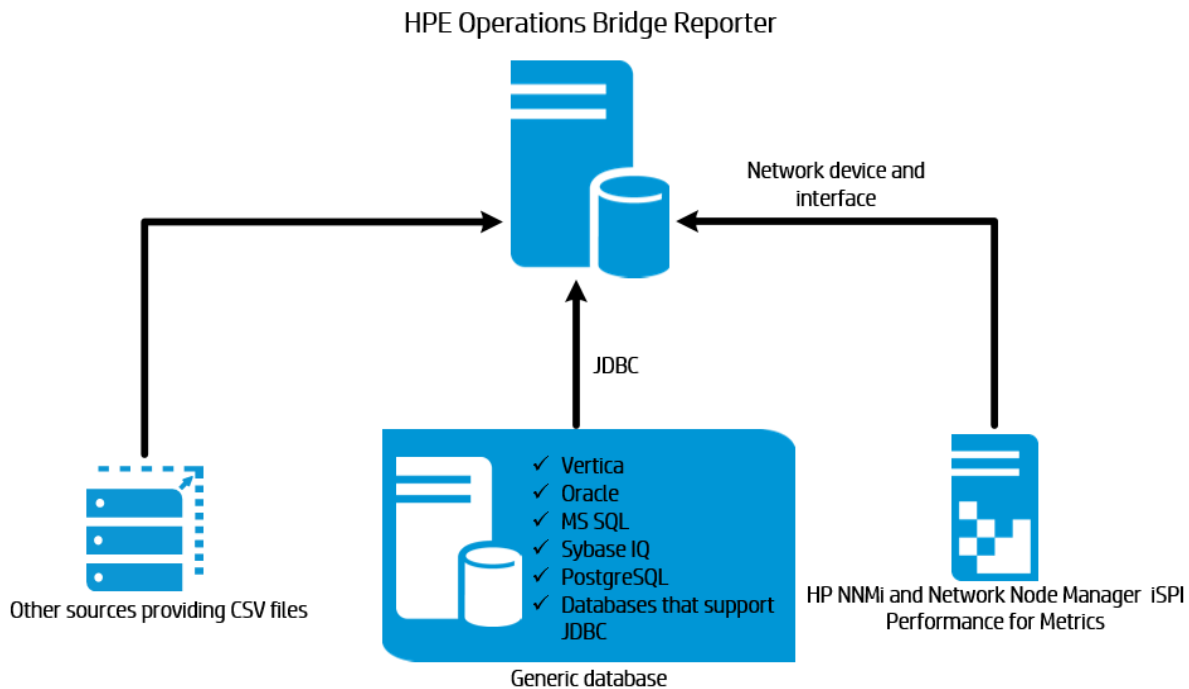 HPE Operations Bridge Reporter
Network device and
interface
JDBC
✓ Vertica
✓ Oracle
✓ MS SQL
✓ Sybase IQ
✓ PostgreSQL
✓ Databases that support
JDBC
Other sources providing CSV files
HP NNMi and Network Node Manager iSPI
Performance for Metrics
Generic database